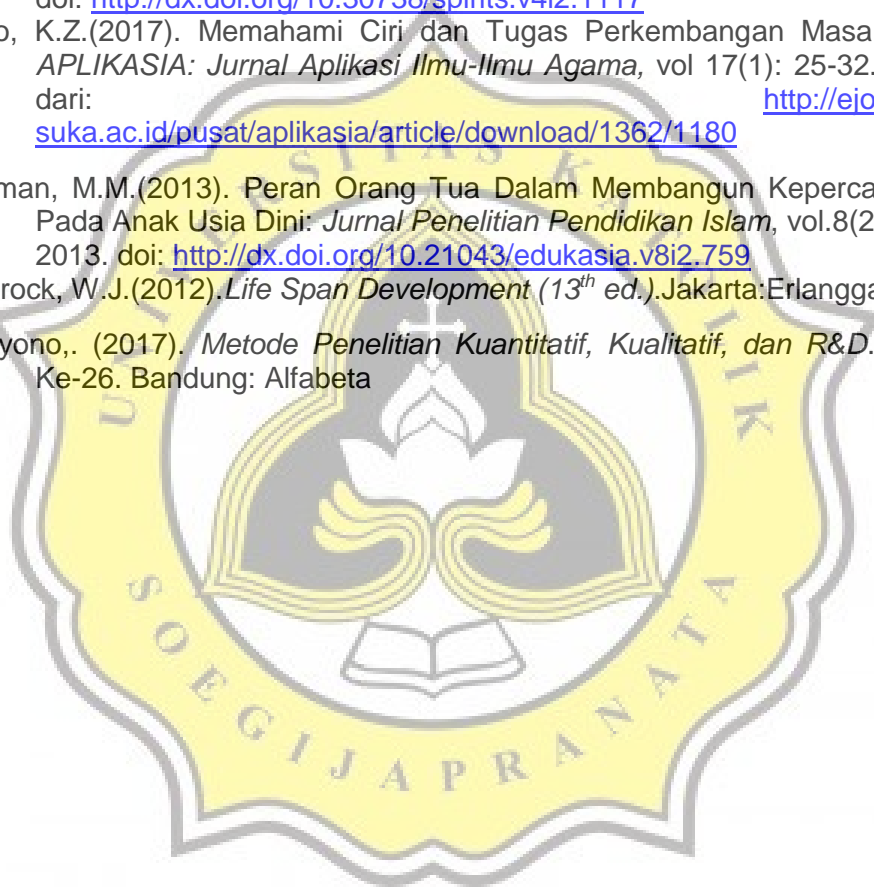 doi: http://dx.doi.org/10.30738/spirits.v4i2.1117
o, K.Z.(2017). Memahami Ciri dan Tugas Perkembangan Masa
APLIKASIA: Jurnal Aplikasi Ilmu-Ilmu Agama, vol 17(1): 25-32.
dari: http://ejo
suka.ac.id/pusat/aplikasia/article/download/1362/1180
man, M.M.(2013). Peran Orang Tua Dalam Membangun Keperca
Pada Anak Usia Dini: Jurnal Penelitian Pendidikan Islam, vol.8(2
2013. doi: http://dx.doi.org/10.21043/edukasia.v8i2.759
rock, W.J.(2012).Life Span Development (13th ed.).Jakarta:Erlangga
yono,. (2017). Metode Penelitian Kuantitatif, Kualitatif, dan R&D.
Ke-26. Bandung: Alfabeta
UNIVERSITAS KATOLIK
SOEGIJAPRANATA